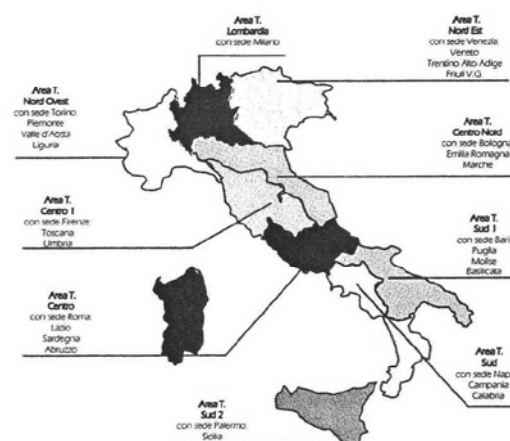 Area T.
Lombardia
con sede Milano
Area T.
Nord Est
con sede Venezia
Veneto
Trentino Alto Adige
Friuli V.G.
Area T.
Nord Ovest
con sede Torino
Piemonte
Valle d'Aosta
Liguria
Area T.
Centro Nord
con sede Bologna
Emilia Romagna
Marche
Area T.
Centro 1
con sede Firenze
Toscana
Umbria
Area T.
Sud 1
con sede Bari
Puglia
Molise
Basilicata
Area T.
Centro
con sede Roma
Lazio
Sardegna
Abruzzo
Area T.
Sud
con sede Nap
Campania
Calabria
Area T.
Sud 2
con sede Palermo
Sicilia